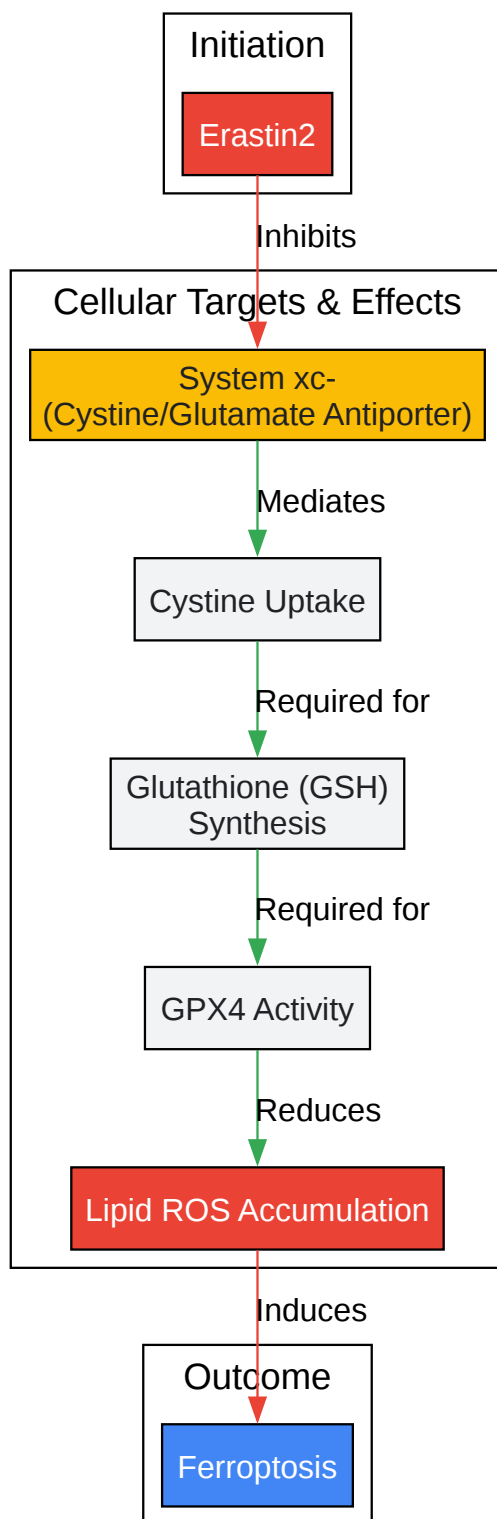 Initiation
Erastin2
Inhibits
Cellular Targets & Effects
System xc-
(Cystine/Glutamate Antiporter)
Mediates
Cystine Uptake
Required for
Glutathione (GSH)
Synthesis
Required for
GPX4 Activity
Reduces
Lipid ROS Accumulation
Induces
Outcome
Ferroptosis